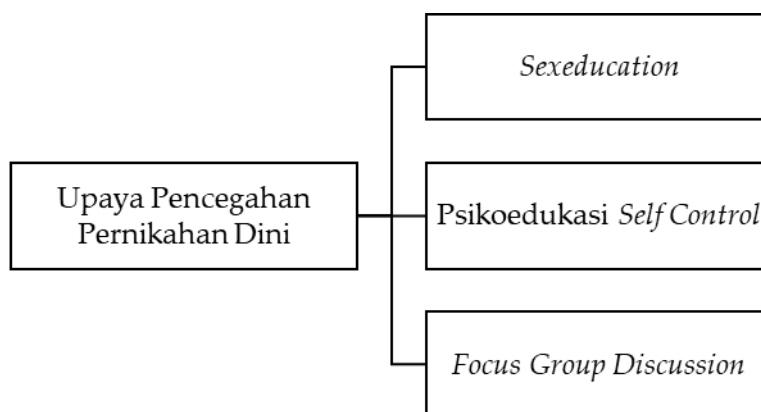 Sexeducation
Upaya Pencegahan
Pernikahan Dini
Psikoedukasi Self Control
Focus Group Discussion